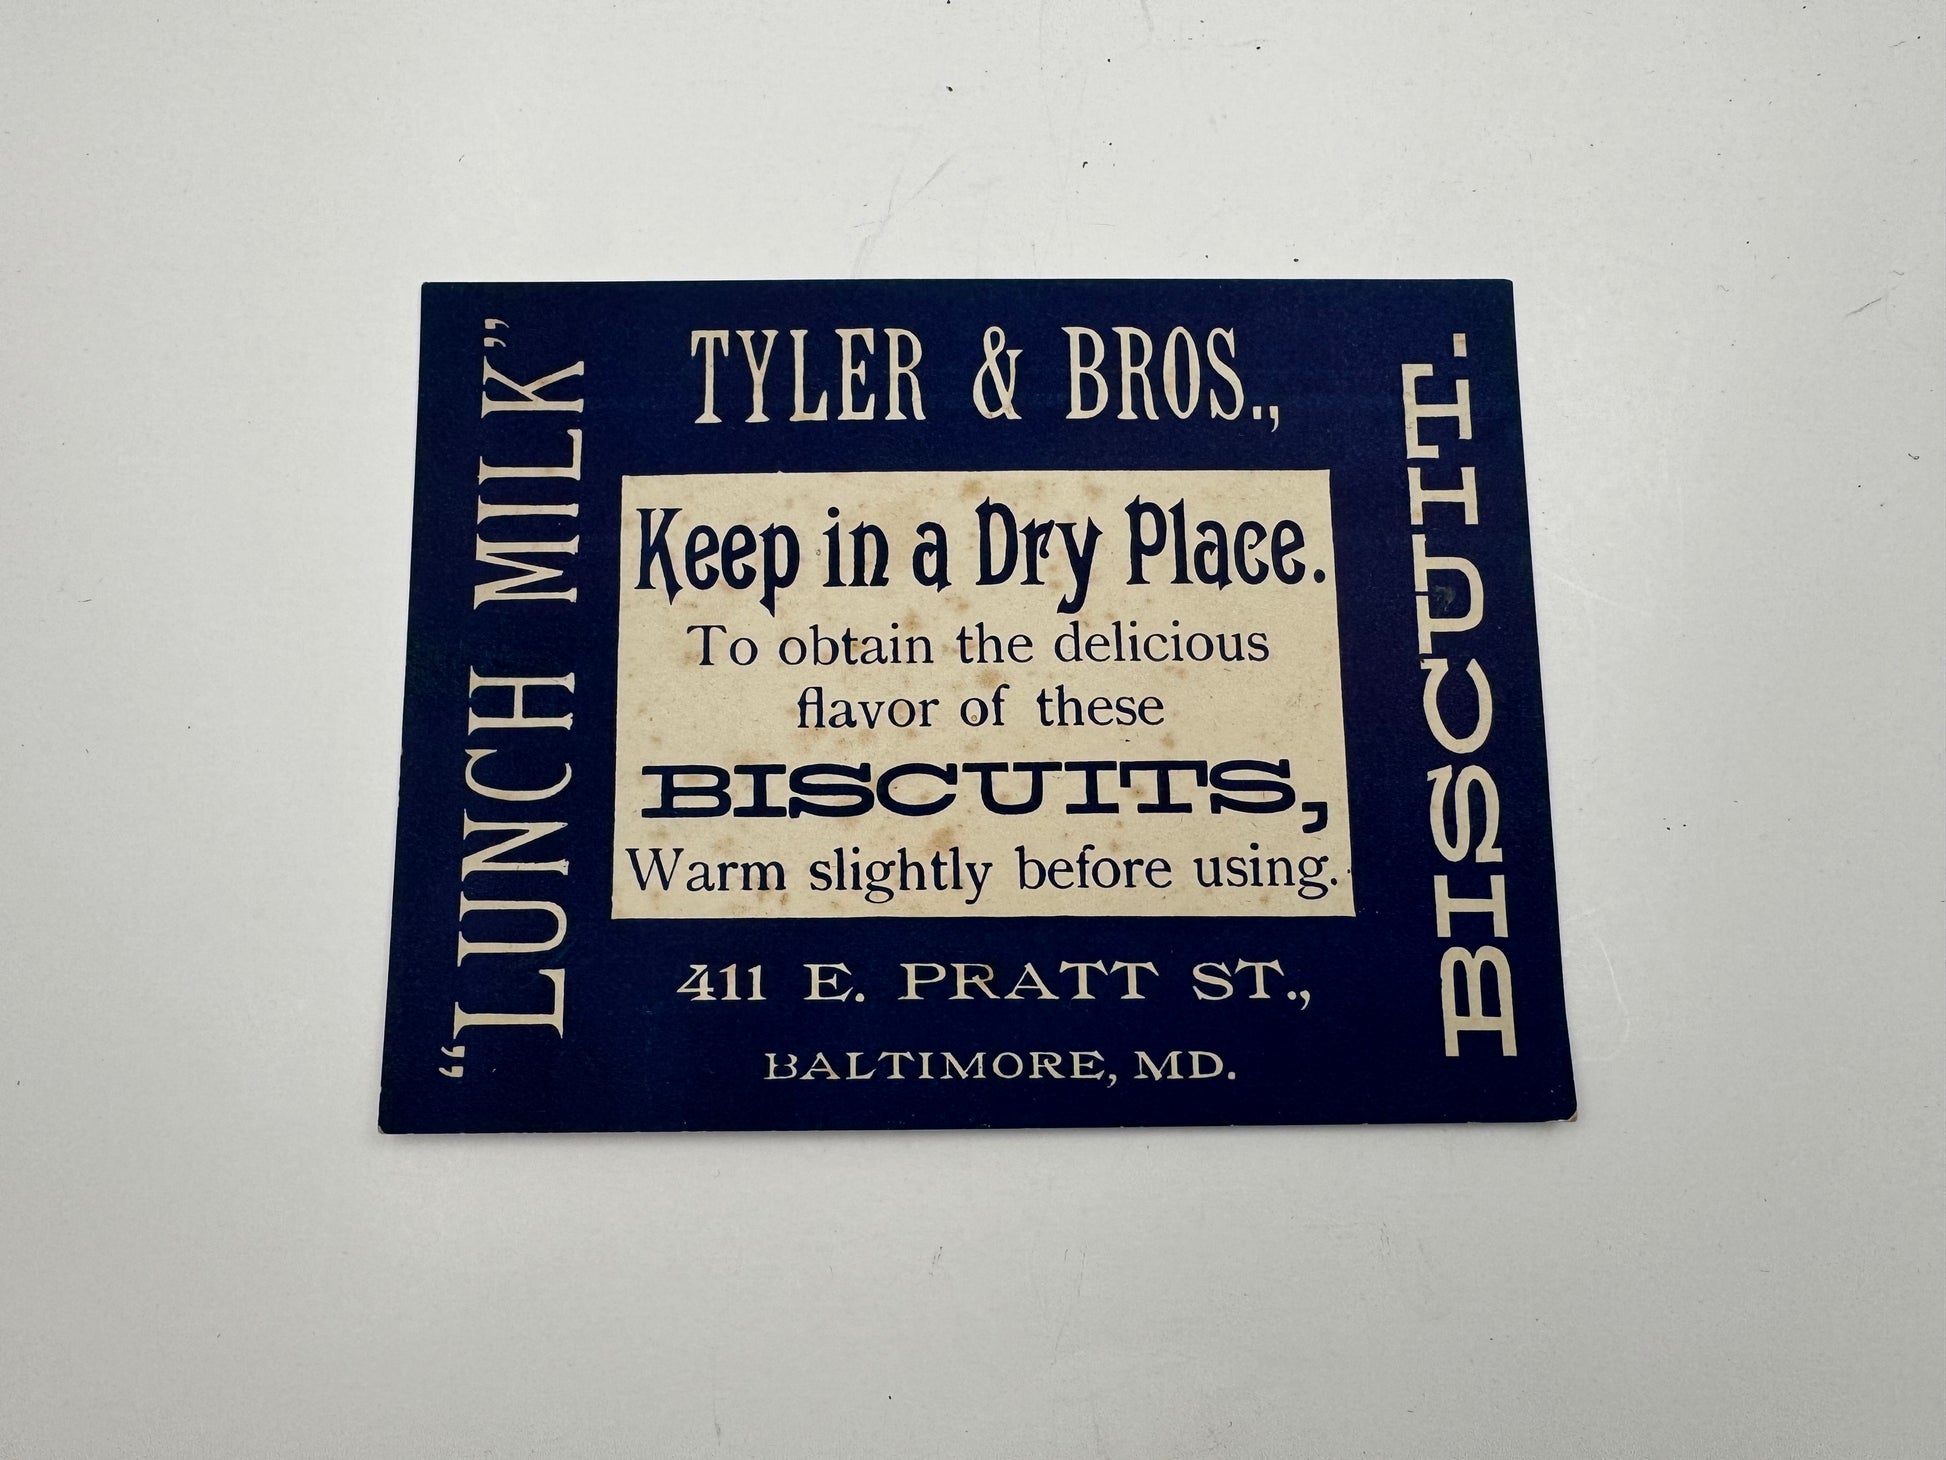 TYLER & BROS.,
"LUNCH MILK"
BISCUIT.
Keep in a Dry Place.
To obtain the delicious
flavor of these
BISCUITS,
Warm slightly before using.
411 E. PRATT ST.,
BALTIMORE, MD.